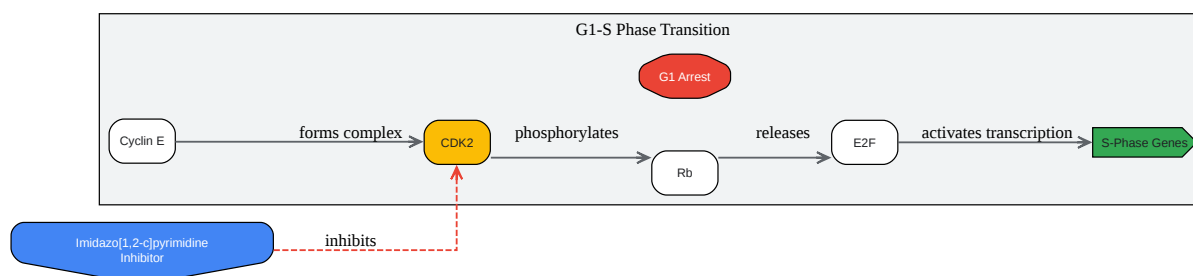 G1-S Phase Transition
G1 Arrest
Cyclin E
forms complex
CDK2
phosphorylates
Rb
releases
E2F
activates transcription
S-Phase Genes
Imidazo[1,2-c]pyrimidine
Inhibitor
inhibits